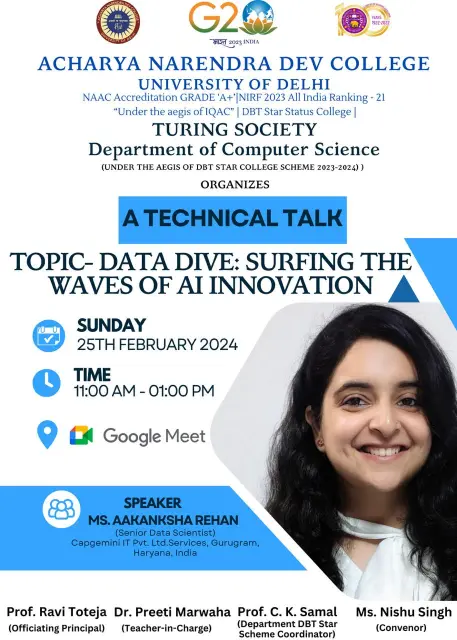 G20
भारत 2023 INDIA
100
ACHARYA NARENDRA DEV COLLEGE
UNIVERSITY OF DELHI
NAAC Accreditation GRADE 'A+'|NIRF 2023 All India Ranking - 21
"Under the aegis of IQAC" | DBT Star Status College |
TURING SOCIETY
Department of Computer Science
(UNDER THE AEGIS OF DBT STAR COLLEGE SCHEME 2023-2024) )
ORGANIZES
A TECHNICAL TALK
TOPIC- DATA DIVE: SURFING THE
WAVES OF AI INNOVATION
SUNDAY
25TH FEBRUARY 2024
TIME
11:00 AM - 01:00 PM
Google Meet
SPEAKER
MS. AAKANKSHA REHAN
(Senior Data Scientist)
Capgemini IT Pvt. Ltd.Services, Gurugram,
Haryana, India
Prof. Ravi Toteja
(Officiating Principal)
Dr. Preeti Marwaha
(Teacher-in-Charge)
Prof. C. K. Samal
(Department DBT Star
Scheme Coordinator)
Ms. Nishu Singh
(Convenor)